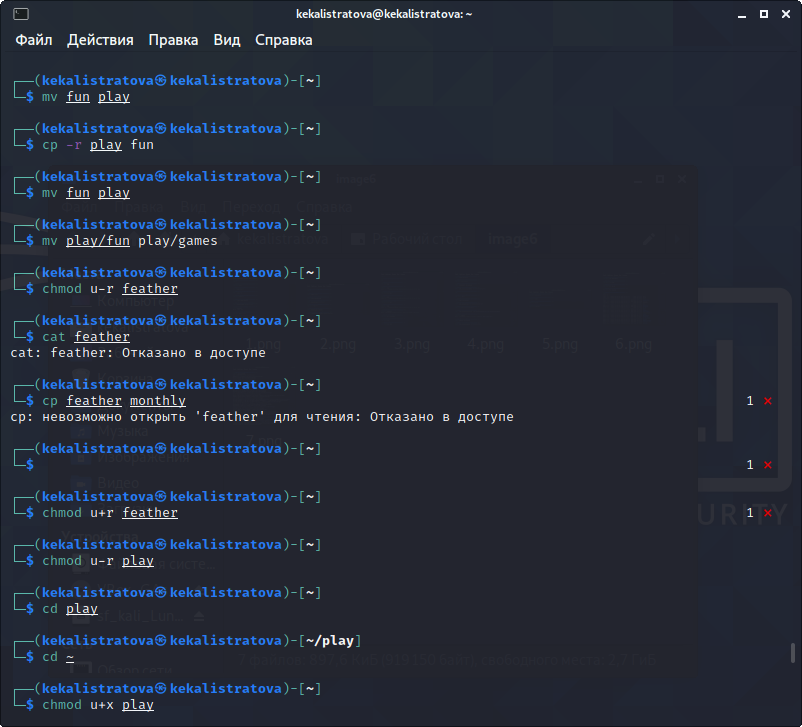 kekalistratova@kekalistratova: ~
Файл Действия Правка Вид Справка
┌──(kekalistratova㉿kekalistratova)-[~]
└─$ mv fun play
┌──(kekalistratova㉿kekalistratova)-[~]
└─$ cp -r play fun
┌──(kekalistratova㉿kekalistratova)-[~]
└─$ mv fun play
┌──(kekalistratova㉿kekalistratova)-[~]
└─$ mv play/fun play/games
┌──(kekalistratova㉿kekalistratova)-[~]
└─$ chmod u-r feather
┌──(kekalistratova㉿kekalistratova)-[~]
└─$ cat feather
cat: feather: Отказано в доступе
┌──(kekalistratova㉿kekalistratova)-[~]
└─$ cp feather monthly 1 ⨯
cp: невозможно открыть 'feather' для чтения: Отказано в доступе
┌──(kekalistratova㉿kekalistratova)-[~]
└─$ 1 ⨯
┌──(kekalistratova㉿kekalistratova)-[~]
└─$ chmod u+r feather 1 ⨯
┌──(kekalistratova㉿kekalistratova)-[~]
└─$ chmod u-r play
┌──(kekalistratova㉿kekalistratova)-[~]
└─$ cd play
┌──(kekalistratova㉿kekalistratova)-[~/play]
└─$ cd ~
┌──(kekalistratova㉿kekalistratova)-[~]
└─$ chmod u+x play